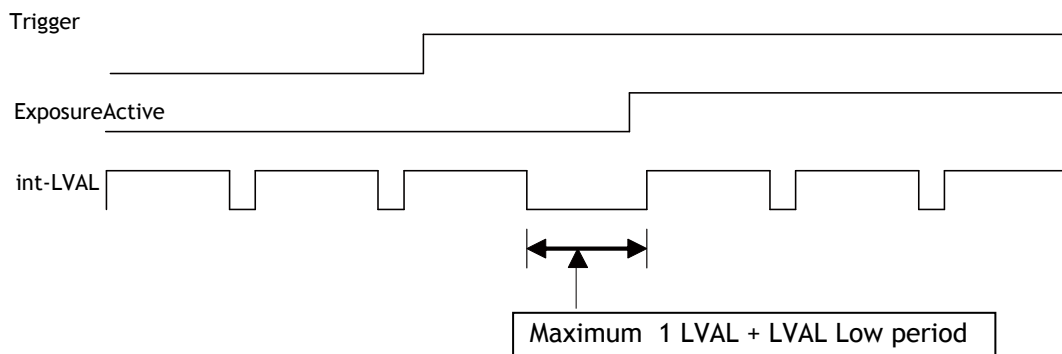 Trigger
ExposureActive
int-LVAL
Maximum 1 LVAL + LVAL Low period